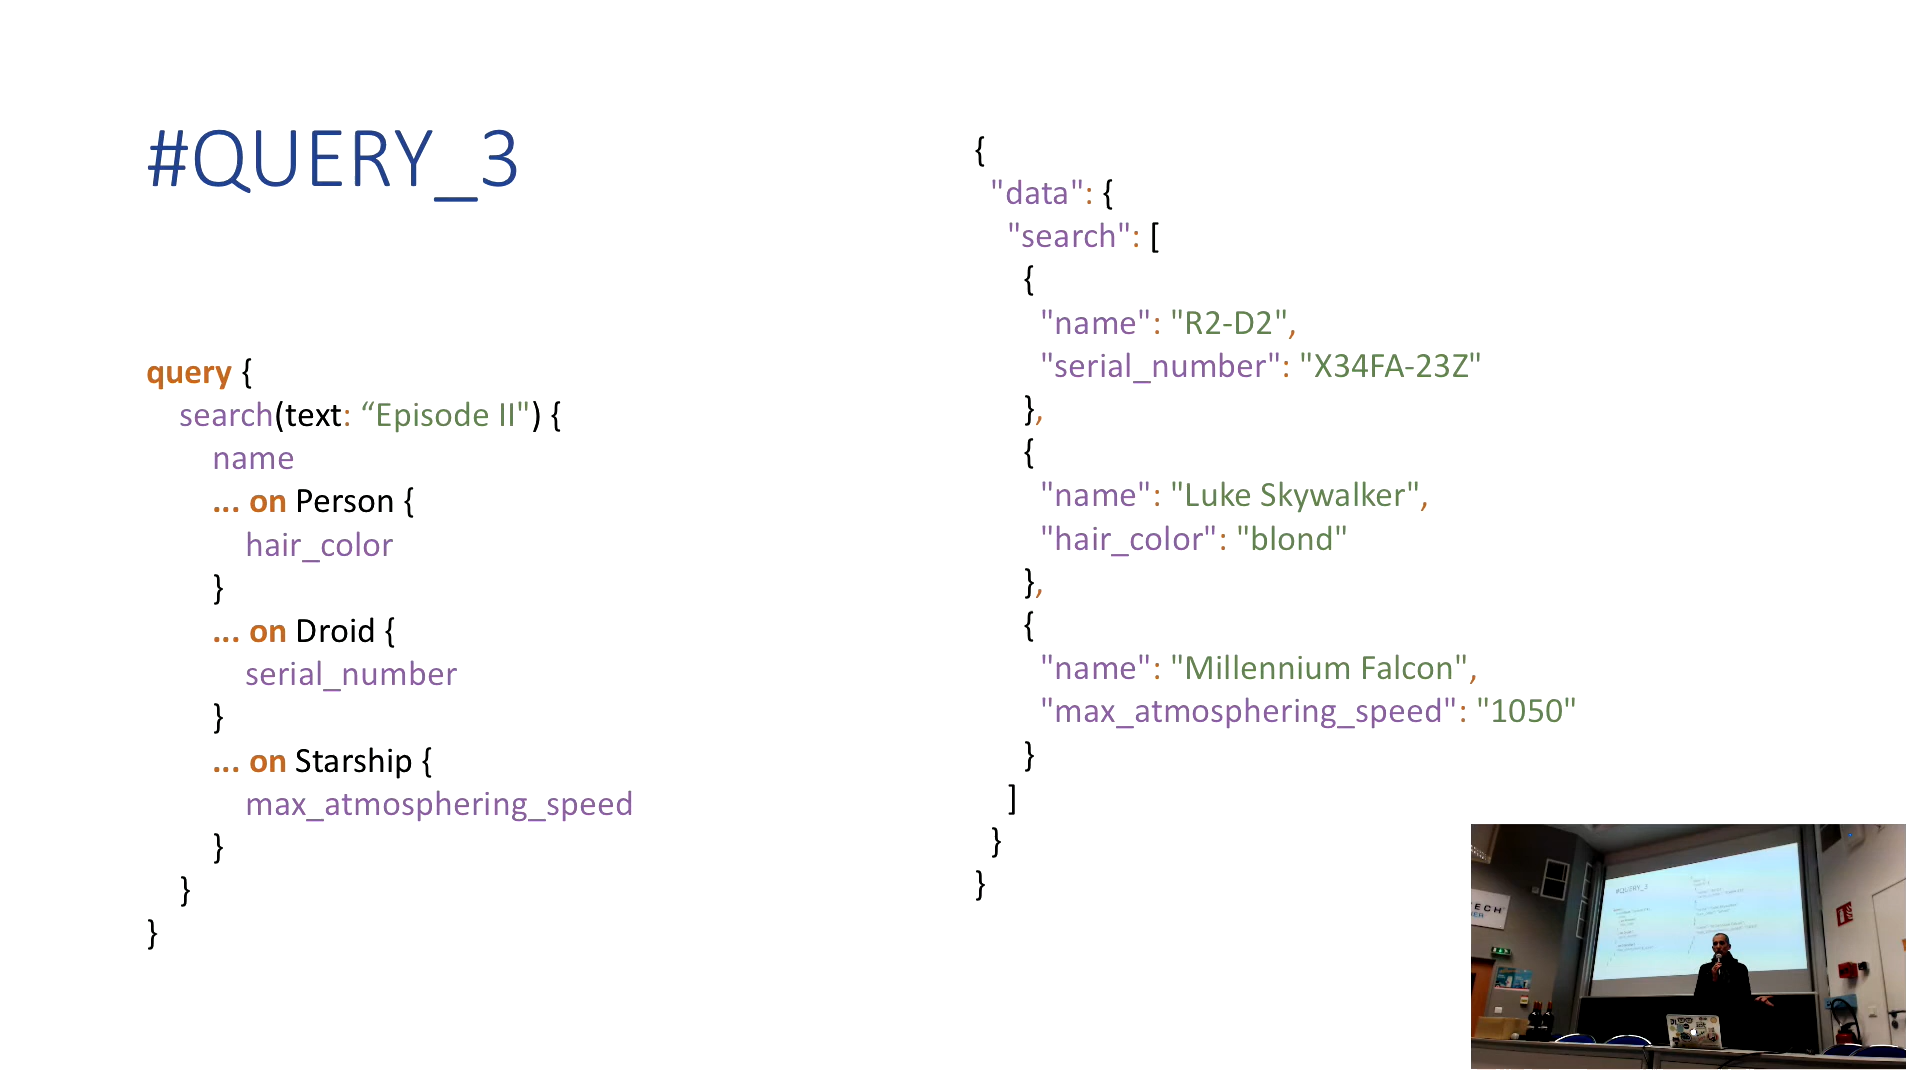 #QUERY_3
query {
search(text: “Episode II") {
name
... on Person {
hair_color
}
... on Droid {
serial_number
}
... on Starship {
max_atmosphering_speed
}
}
}
{
"data": {
"search": [
{
"name": "R2-D2",
"serial_number": "X34FA-23Z"
},
{
"name": "Luke Skywalker",
"hair_color": "blond"
},
{
"name": "Millennium Falcon",
"max_atmosphering_speed": "1050"
}
]
}
}
#QUERY_3